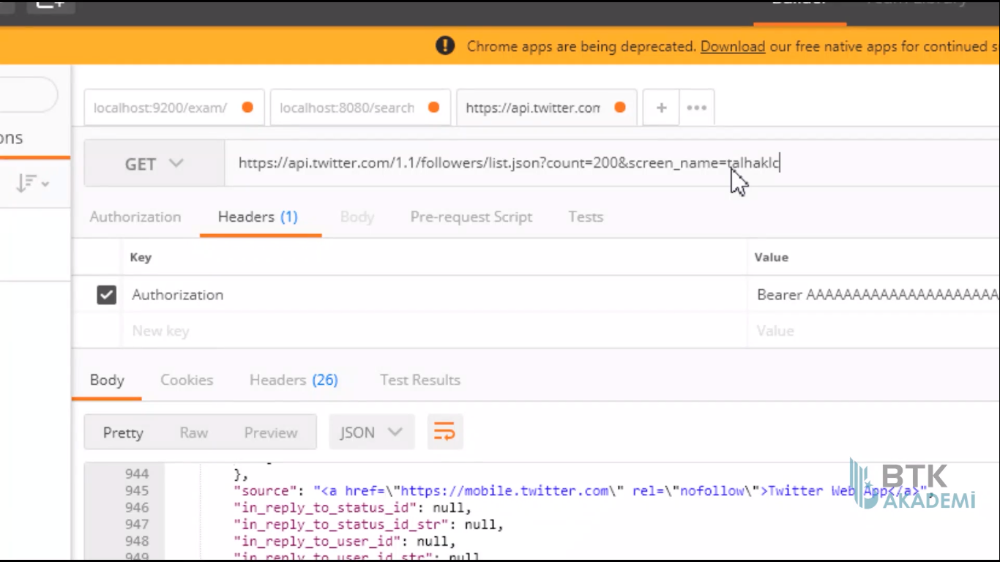 Builder
Team Library
Chrome apps are being deprecated. Download our free native apps for continued s
localhost:9200/exam/
localhost:8080/search
https://api.twitter.com
+
•••
ons
GET
https://api.twitter.com/1.1/followers/list.json?count=200&screen_name=talhaklc
Authorization
Headers (1)
Body
Pre-request Script
Tests
Key
Value
Authorization
Bearer AAAAAAAAAAAAAAAAAAAAA
New key
Value
Body
Cookies
Headers (26)
Test Results
Pretty
Raw
Preview
JSON
944 },
945 "source": "<a href=\"https://mobile.twitter.com\" rel=\"nofollow\">Twitter Web App</a>",
946 "in_reply_to_status_id": null,
947 "in_reply_to_status_id_str": null,
948 "in_reply_to_user_id": null,
949 "in_reply_to_user_id_str": null,
BTK
AKADEMİ